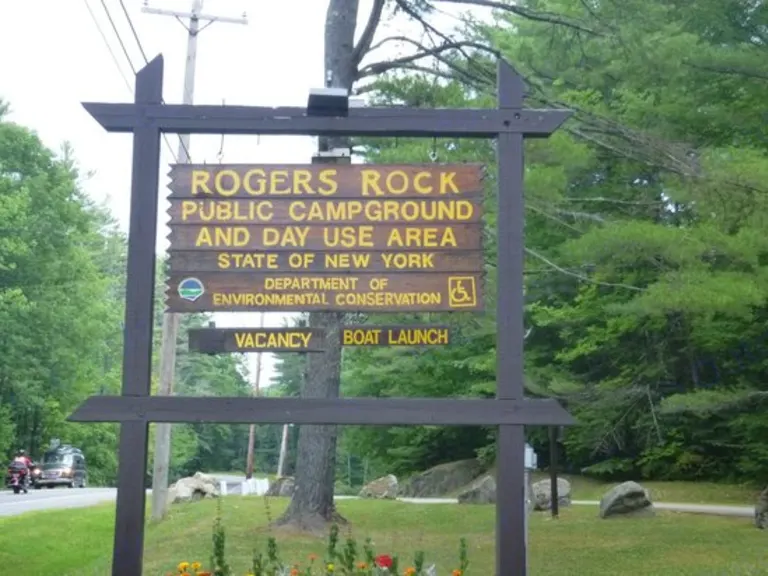 ROGERS ROCK
PUBLIC CAMPGROUND
AND DAY USE AREA
STATE OF NEW YORK
DEPARTMENT OF
ENVIRONMENTAL CONSERVATION
VACANCY
BOAT LAUNCH